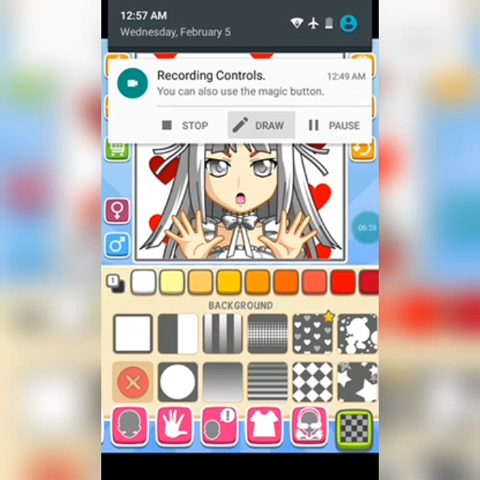 12:57 AM
Wednesday, February 5
Recording Controls. 12:49 AM
You can also use the magic button.
STOP DRAW PAUSE
06:28
1
BACKGROUND